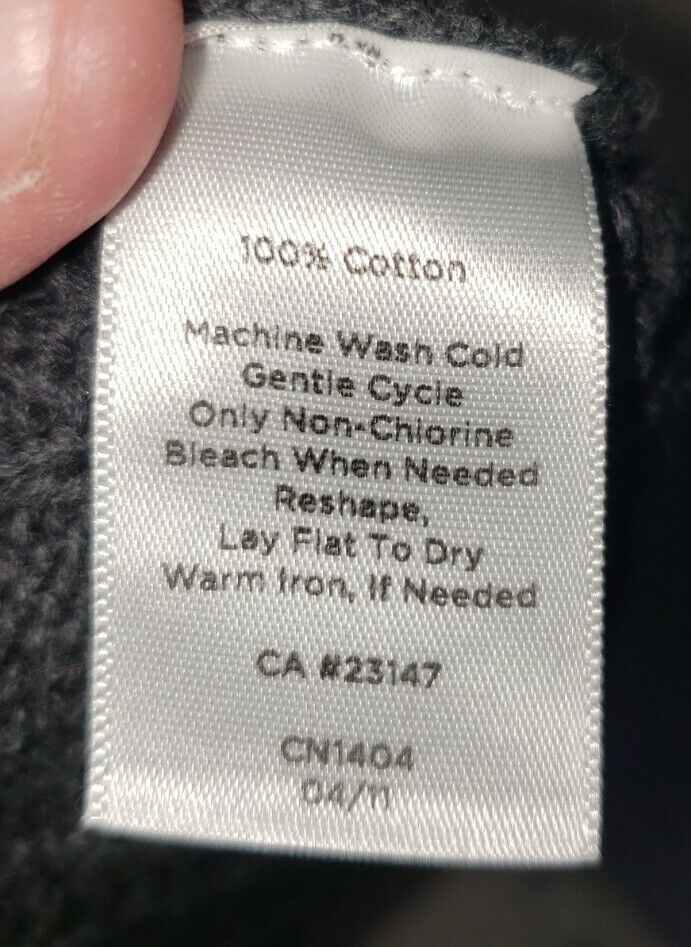 100% Cotton
Machine Wash Cold
Gentle Cycle
Only Non-Chlorine
Bleach When Needed
Reshape,
Lay Flat To Dry
Warm Iron, If Needed
CA #23147
CN1404
04/11